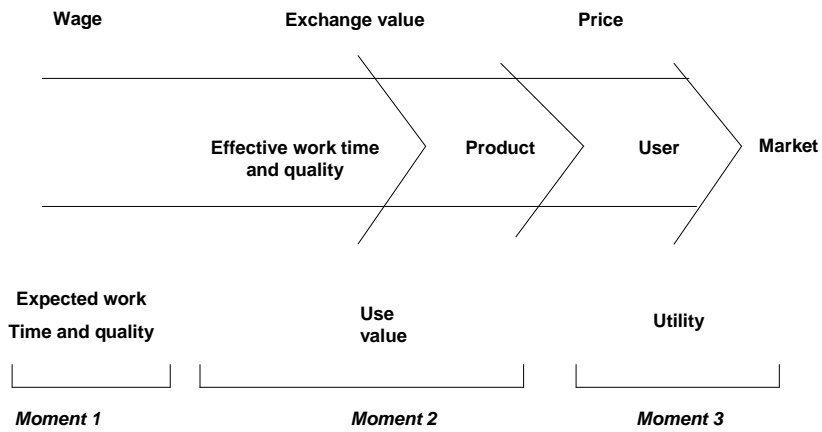 Wage
Exchange value
Price
Effective work time
and quality
Product
User
Market
Expected work
Time and quality
Use
value
Utility
Moment 1
Moment 2
Moment 3